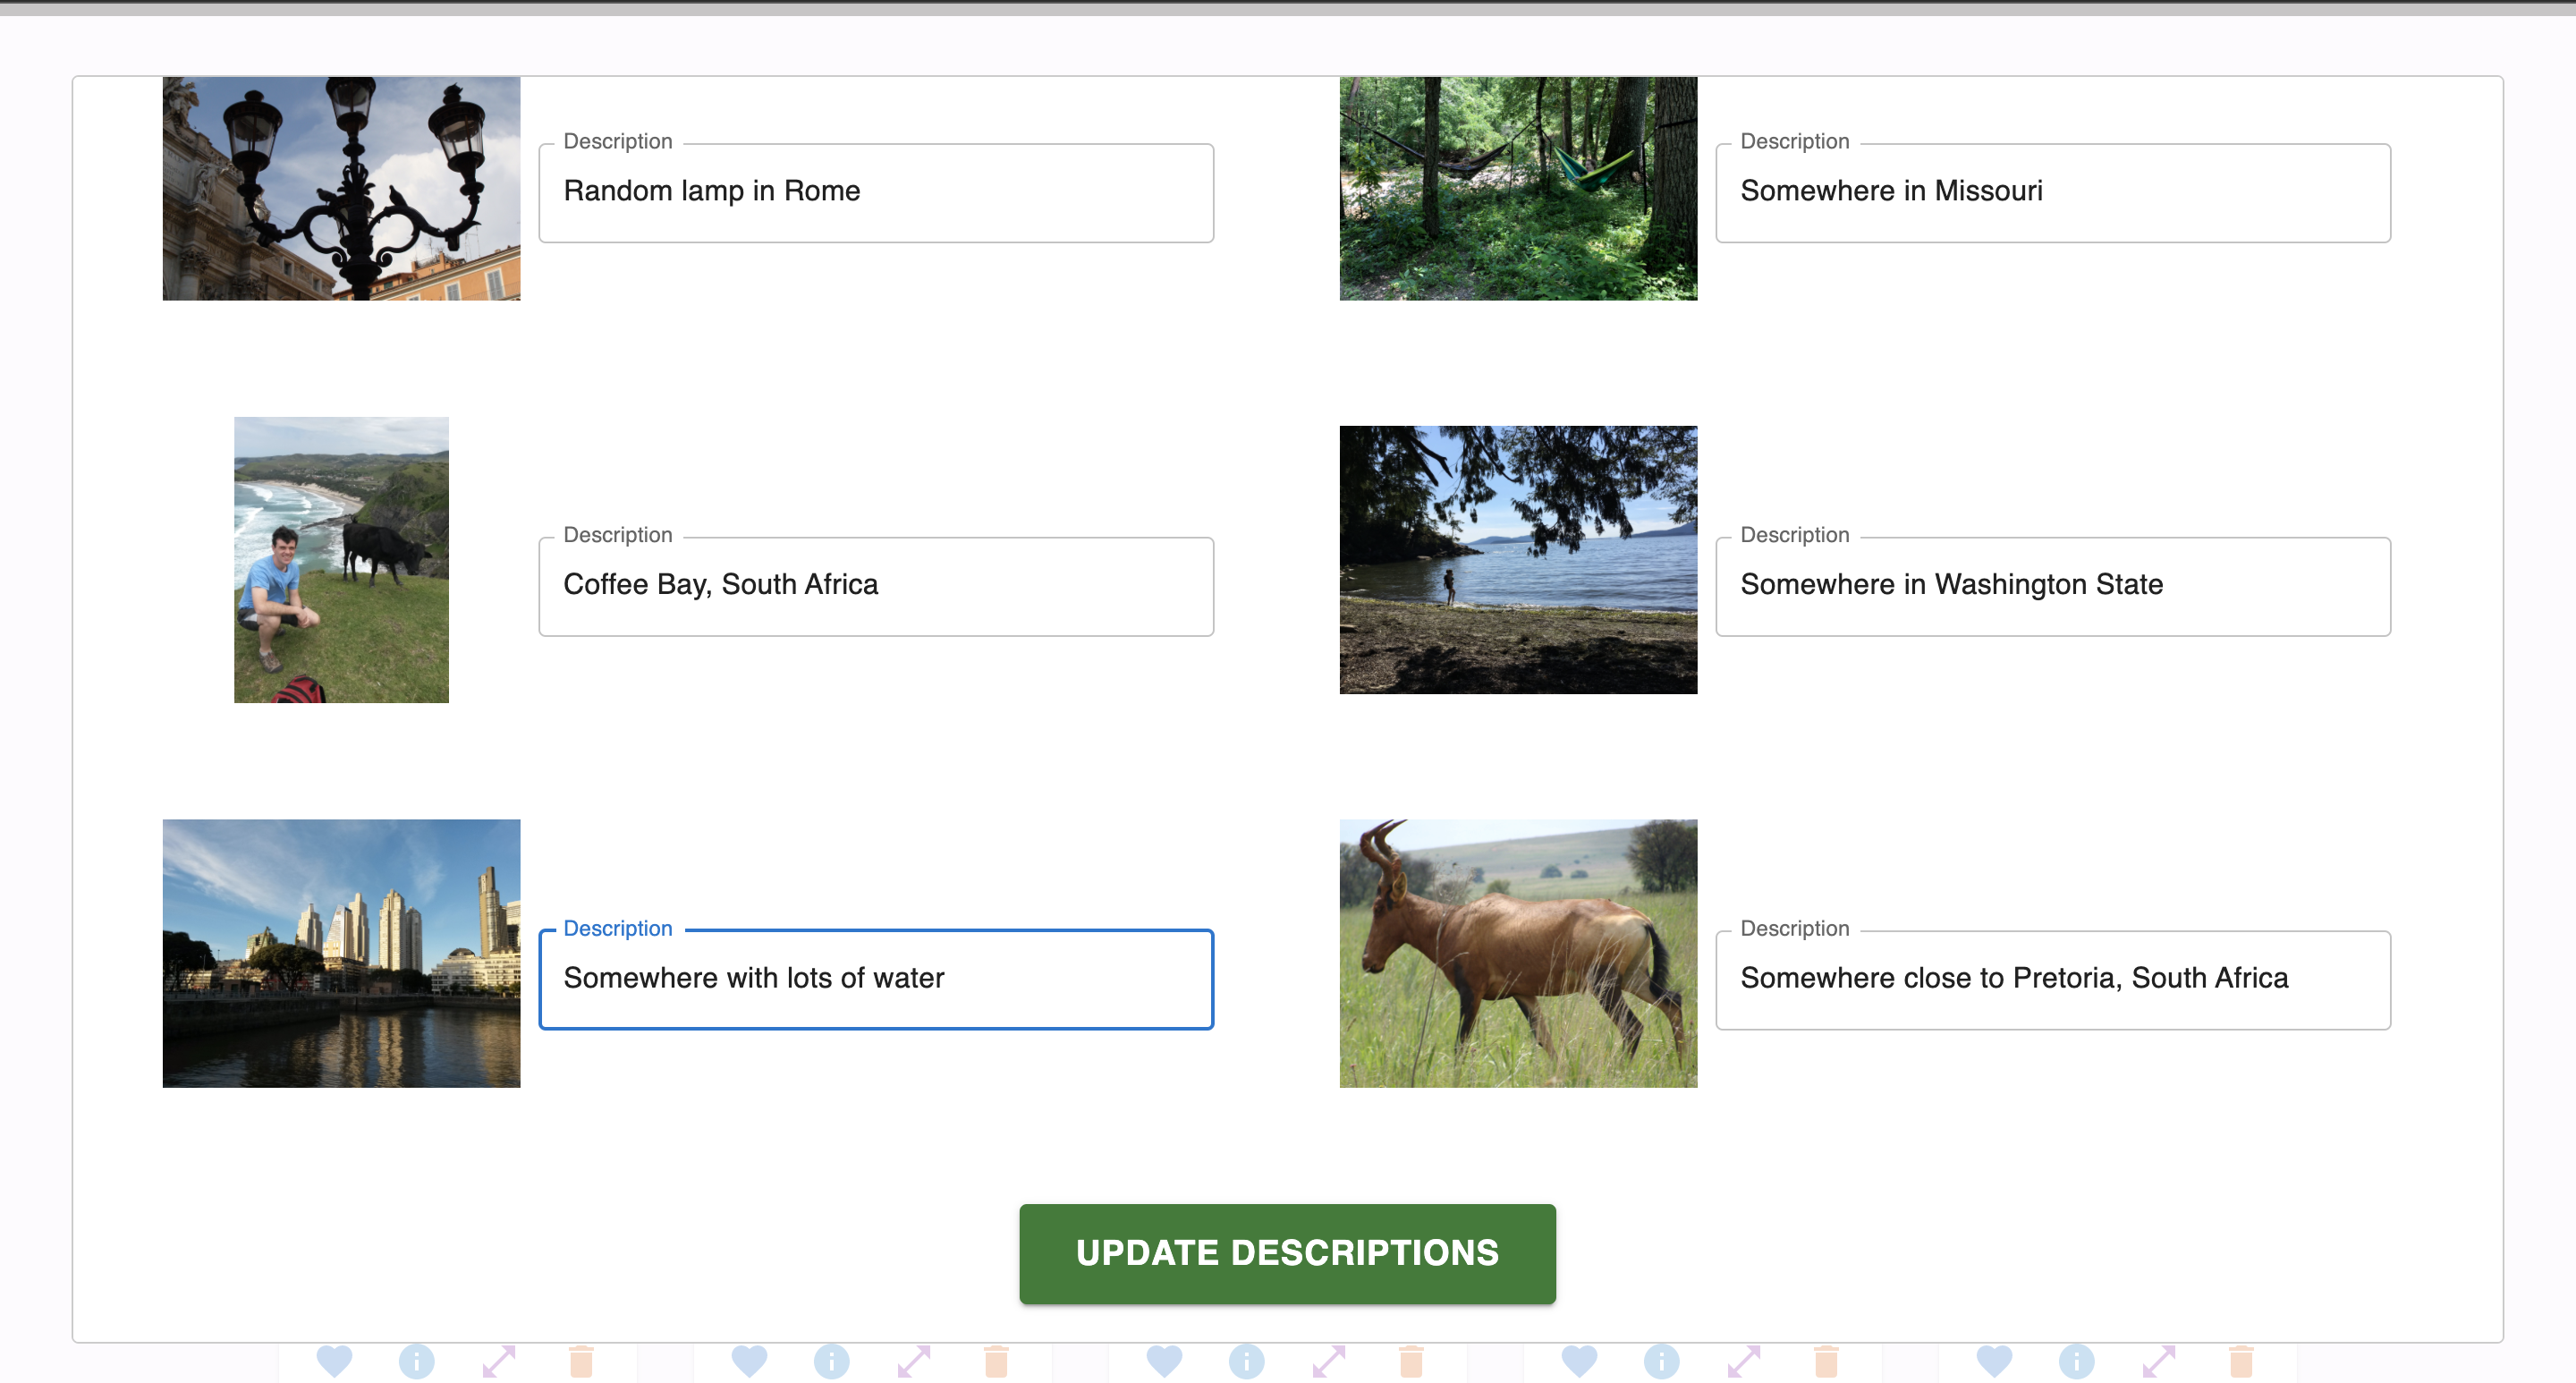 Description
Random lamp in Rome
Description
Somewhere in Missouri
Description
Coffee Bay, South Africa
Description
Somewhere in Washington State
Description
Somewhere with lots of water
Description
Somewhere close to Pretoria, South Africa
UPDATE DESCRIPTIONS